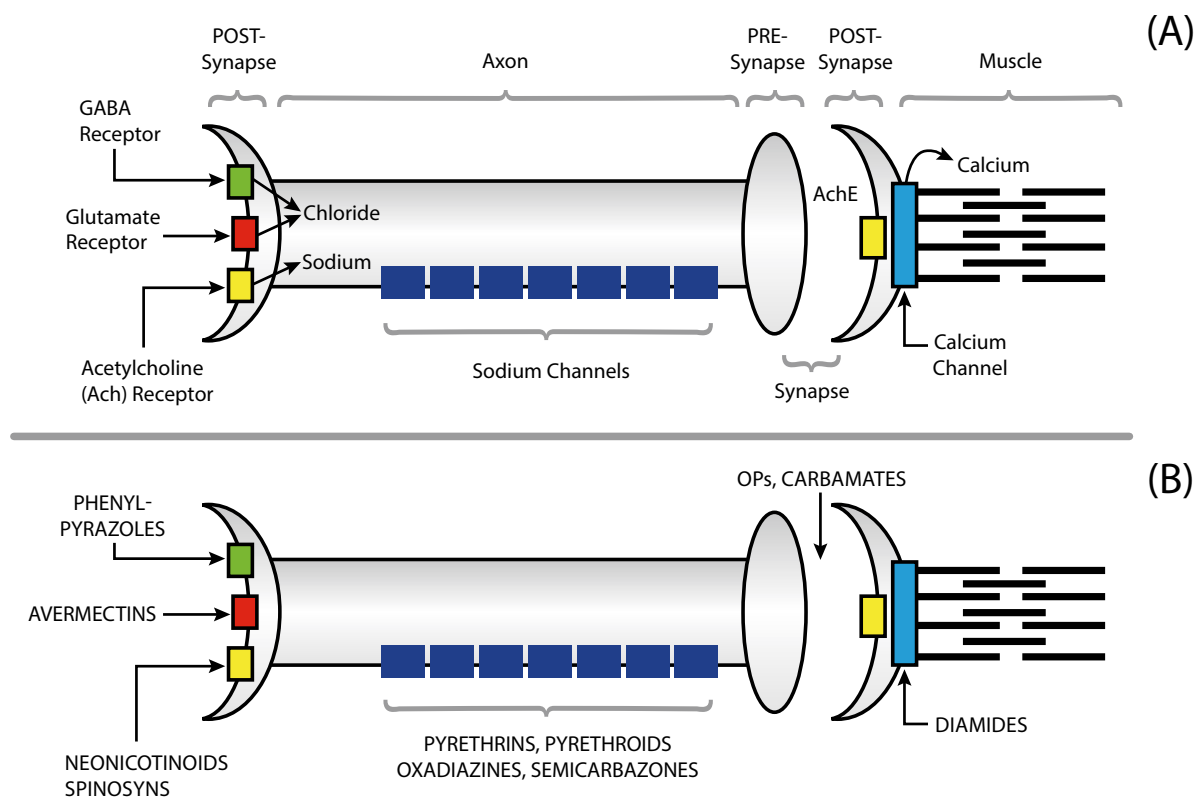 (A)
POST-
Synapse
Axon
PRE-
Synapse
POST-
Synapse
Muscle
GABA
Receptor
Glutamate
Receptor
Acetylcholine
(Ach) Receptor
Chloride
Sodium
Sodium Channels
AchE
Synapse
Calcium
Calcium
Channel
(B)
PHENYL-
PYRAZOLES
AVERMECTINS
NEONICOTINOIDS
SPINOSYNS
PYRETHRINS, PYRETHROIDS
OXADIAZINES, SEMICARBAZONES
OPs, CARBAMATES
DIAMIDES